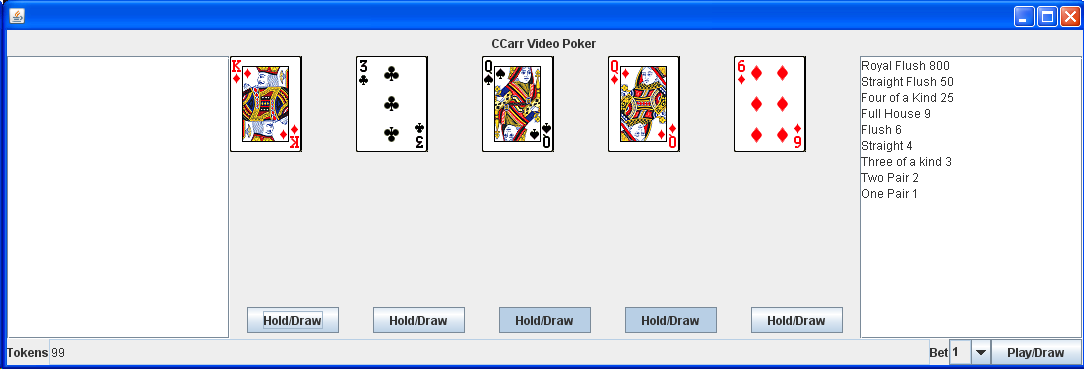 CCarr Video Poker
K 3 Q Q 6
K 3 Q Q 6
Royal Flush 800
Straight Flush 50
Four of a Kind 25
Full House 9
Flush 6
Straight 4
Three of a kind 3
Two Pair 2
One Pair 1
Hold/Draw Hold/Draw Hold/Draw Hold/Draw Hold/Draw
Tokens 99 Bet 1 Play/Draw